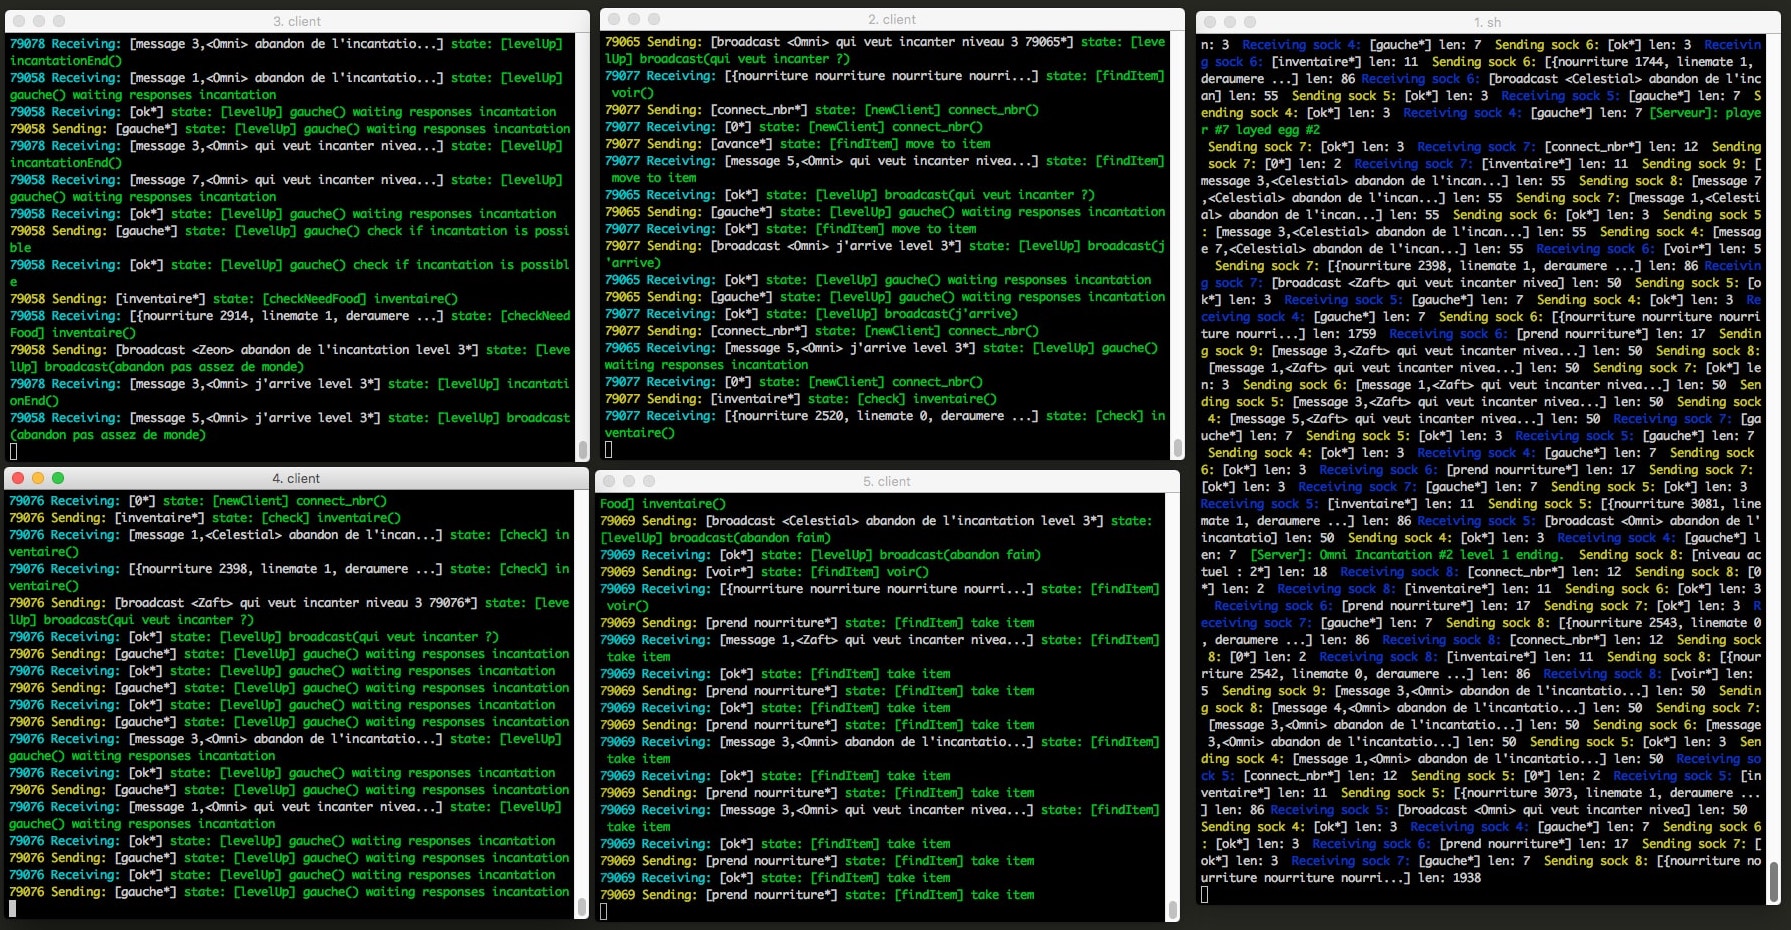 3. client
79078 Receiving: [message 3,<Omni> abandon de l'incantatio...] state: [levelUp]
incantationEnd()
79058 Receiving: [message 1,<Omni> abandon de l'incantatio...] state: [levelUp]
gauche() waiting responses incantation
79058 Receiving: [ok*] state: [levelUp] gauche() waiting responses incantation
79058 Sending: [gauche*] state: [levelUp] gauche() waiting responses incantation
79078 Receiving: [message 3,<Omni> qui veut incanter nivea...] state: [levelUp]
incantationEnd()
79058 Receiving: [message 7,<Omni> qui veut incanter nivea...] state: [levelUp]
gauche() waiting responses incantation
79058 Receiving: [ok*] state: [levelUp] gauche() waiting responses incantation
79058 Sending: [gauche*] state: [levelUp] gauche() check if incantation is possi
ble
79058 Receiving: [ok*] state: [levelUp] gauche() check if incantation is possibl
e
79058 Sending: [inventaire*] state: [checkNeedFood] inventaire()
79058 Receiving: [{nourriture 2914, linemate 1, deraumere ...] state: [checkNeed
Food] inventaire()
79058 Sending: [broadcast <Zeon> abandon de l'incantation level 3*] state: [leve
lUp] broadcast(abandon pas assez de monde)
79078 Receiving: [message 3,<Omni> j'arrive level 3*] state: [levelUp] incantati
onEnd()
79058 Receiving: [message 5,<Omni> j'arrive level 3*] state: [levelUp] broadcast
(abandon pas assez de monde)
2. client
79065 Sending: [broadcast <Omni> qui veut incanter niveau 3 79065*] state: [leve
lUp] broadcast(qui veut incanter ?)
79077 Receiving: [{nourriture nourriture nourriture nourri...] state: [findItem]
voir()
79077 Sending: [connect_nbr*] state: [newClient] connect_nbr()
79077 Receiving: [0*] state: [newClient] connect_nbr()
79077 Sending: [avance*] state: [findItem] move to item
79077 Receiving: [message 5,<Omni> qui veut incanter nivea...] state: [findItem]
move to item
79065 Receiving: [ok*] state: [levelUp] broadcast(qui veut incanter ?)
79065 Sending: [gauche*] state: [levelUp] gauche() waiting responses incantation
79077 Receiving: [ok*] state: [findItem] move to item
79077 Sending: [broadcast <Omni> j'arrive level 3*] state: [levelUp] broadcast(j
'arrive)
79065 Receiving: [ok*] state: [levelUp] gauche() waiting responses incantation
79065 Sending: [gauche*] state: [levelUp] gauche() waiting responses incantation
79077 Receiving: [ok*] state: [levelUp] broadcast(j'arrive)
79077 Sending: [connect_nbr*] state: [newClient] connect_nbr()
79065 Receiving: [message 5,<Omni> j'arrive level 3*] state: [levelUp] gauche()
waiting responses incantation
79077 Receiving: [0*] state: [newClient] connect_nbr()
79077 Sending: [inventaire*] state: [check] inventaire()
79077 Receiving: [{nourriture 2520, linemate 0, deraumere ...] state: [check] in
ventaire()
4. client
79076 Receiving: [0*] state: [newClient] connect_nbr()
79076 Sending: [inventaire*] state: [check] inventaire()
79076 Receiving: [message 1,<Celestial> abandon de l'incan...] state: [check] in
ventaire()
79076 Receiving: [{nourriture 2398, linemate 1, deraumere ...] state: [check] in
ventaire()
79076 Sending: [broadcast <Zaft> qui veut incanter niveau 3 79076*] state: [leve
lUp] broadcast(qui veut incanter ?)
79076 Receiving: [ok*] state: [levelUp] broadcast(qui veut incanter ?)
79076 Sending: [gauche*] state: [levelUp] gauche() waiting responses incantation
79076 Receiving: [ok*] state: [levelUp] gauche() waiting responses incantation
79076 Sending: [gauche*] state: [levelUp] gauche() waiting responses incantation
79076 Receiving: [ok*] state: [levelUp] gauche() waiting responses incantation
79076 Sending: [gauche*] state: [levelUp] gauche() waiting responses incantation
79076 Receiving: [message 3,<Omni> abandon de l'incantatio...] state: [levelUp]
gauche() waiting responses incantation
79076 Receiving: [ok*] state: [levelUp] gauche() waiting responses incantation
79076 Sending: [gauche*] state: [levelUp] gauche() waiting responses incantation
79076 Receiving: [message 1,<Omni> qui veut incanter nivea...] state: [levelUp]
gauche() waiting responses incantation
79076 Receiving: [ok*] state: [levelUp] gauche() waiting responses incantation
79076 Sending: [gauche*] state: [levelUp] gauche() waiting responses incantation
79076 Receiving: [ok*] state: [levelUp] gauche() waiting responses incantation
79076 Sending: [gauche*] state: [levelUp] gauche() waiting responses incantation
5. client
Food] inventaire()
79069 Sending: [broadcast <Celestial> abandon de l'incantation level 3*] state:
[levelUp] broadcast(abandon faim)
79069 Receiving: [ok*] state: [levelUp] broadcast(abandon faim)
79069 Sending: [voir*] state: [findItem] voir()
79069 Receiving: [{nourriture nourriture nourriture nourri...] state: [findItem]
voir()
79069 Sending: [prend nourriture*] state: [findItem] take item
79069 Receiving: [message 1,<Zaft> qui veut incanter nivea...] state: [findItem]
take item
79069 Receiving: [ok*] state: [findItem] take item
79069 Sending: [prend nourriture*] state: [findItem] take item
79069 Receiving: [ok*] state: [findItem] take item
79069 Sending: [prend nourriture*] state: [findItem] take item
79069 Receiving: [message 3,<Omni> abandon de l'incantatio...] state: [findItem]
take item
79069 Receiving: [ok*] state: [findItem] take item
79069 Sending: [prend nourriture*] state: [findItem] take item
79069 Receiving: [message 3,<Omni> qui veut incanter nivea...] state: [findItem]
take item
79069 Receiving: [ok*] state: [findItem] take item
79069 Sending: [prend nourriture*] state: [findItem] take item
79069 Receiving: [ok*] state: [findItem] take item
79069 Sending: [prend nourriture*] state: [findItem] take item
1. sh
n: 3 Receiving sock 4: [gauche*] len: 7 Sending sock 6: [ok*] len: 3 Receivin
g sock 6: [inventaire*] len: 11 Sending sock 6: [{nourriture 1744, linemate 1,
deraumere ...] len: 86 Receiving sock 6: [broadcast <Celestial> abandon de l'inc
an] len: 55 Sending sock 5: [ok*] len: 3 Receiving sock 5: [gauche*] len: 7 S
ending sock 4: [ok*] len: 3 Receiving sock 4: [gauche*] len: 7 [Serveur]: playe
r #7 layed egg #2
Sending sock 7: [ok*] len: 3 Receiving sock 7: [connect_nbr*] len: 12 Sending
sock 7: [0*] len: 2 Receiving sock 7: [inventaire*] len: 11 Sending sock 9: [
message 3,<Celestial> abandon de l'incan...] len: 55 Sending sock 8: [message 7
,<Celestial> abandon de l'incan...] len: 55 Sending sock 7: [message 1,<Celesti
al> abandon de l'incan...] len: 55 Sending sock 6: [ok*] len: 3 Sending sock 5
: [message 3,<Celestial> abandon de l'incan...] len: 55 Sending sock 4: [messag
e 7,<Celestial> abandon de l'incan...] len: 55 Receiving sock 6: [voir*] len: 5
Sending sock 7: [{nourriture 2398, linemate 1, deraumere ...] len: 86 Receivin
g sock 7: [broadcast <Zaft> qui veut incanter nivea] len: 50 Sending sock 5: [o
k*] len: 3 Receiving sock 5: [gauche*] len: 7 Sending sock 4: [ok*] len: 3 Re
ceiving sock 4: [gauche*] len: 7 Sending sock 6: [{nourriture nourriture nourri
ture nourri...] len: 1759 Receiving sock 6: [prend nourriture*] len: 17 Sendin
g sock 9: [message 3,<Zaft> qui veut incanter nivea...] len: 50 Sending sock 8:
[message 1,<Zaft> qui veut incanter nivea...] len: 50 Sending sock 7: [ok*] le
n: 3 Sending sock 6: [message 1,<Zaft> qui veut incanter nivea...] len: 50 Sen
ding sock 5: [message 3,<Zaft> qui veut incanter nivea...] len: 50 Sending sock
4: [message 5,<Zaft> qui veut incanter nivea...] len: 50 Receiving sock 7: [ga
uche*] len: 7 Sending sock 5: [ok*] len: 3 Receiving sock 5: [gauche*] len: 7
Sending sock 4: [ok*] len: 3 Receiving sock 4: [gauche*] len: 7 Sending sock
6: [ok*] len: 3 Receiving sock 6: [prend nourriture*] len: 17 Sending sock 7:
[ok*] len: 3 Receiving sock 7: [gauche*] len: 7 Sending sock 5: [ok*] len: 3
Receiving sock 5: [inventaire*] len: 11 Sending sock 5: [{nourriture 3081, line
mate 1, deraumere ...] len: 86 Receiving sock 5: [broadcast <Omni> abandon de l'
incantatio] len: 50 Sending sock 4: [ok*] len: 3 Receiving sock 4: [gauche*] l
en: 7 [Server]: Omni Incantation #2 level 1 ending. Sending sock 8: [niveau ac
tuel : 2*] len: 18 Receiving sock 8: [connect_nbr*] len: 12 Sending sock 8: [0
*] len: 2 Receiving sock 8: [inventaire*] len: 11 Sending sock 6: [ok*] len: 3
Receiving sock 6: [prend nourriture*] len: 17 Sending sock 7: [ok*] len: 3 R
eceiving sock 7: [gauche*] len: 7 Sending sock 8: [{nourriture 2543, linemate 0
, deraumere ...] len: 86 Receiving sock 8: [connect_nbr*] len: 12 Sending sock
8: [0*] len: 2 Receiving sock 8: [inventaire*] len: 11 Sending sock 8: [{nour
riture 2542, linemate 0, deraumere ...] len: 86 Receiving sock 8: [voir*] len:
5 Sending sock 9: [message 3,<Omni> abandon de l'incantatio...] len: 50 Sendin
g sock 8: [message 4,<Omni> abandon de l'incantatio...] len: 50 Sending sock 7:
[message 3,<Omni> abandon de l'incantatio...] len: 50 Sending sock 6: [message
3,<Omni> abandon de l'incantatio...] len: 50 Sending sock 5: [ok*] len: 3 Sen
ding sock 4: [message 1,<Omni> abandon de l'incantatio...] len: 50 Receiving so
ck 5: [connect_nbr*] len: 12 Sending sock 5: [0*] len: 2 Receiving sock 5: [in
ventaire*] len: 11 Sending sock 5: [{nourriture 3073, linemate 1, deraumere ...
] len: 86 Receiving sock 5: [broadcast <Omni> qui veut incanter nivea] len: 50
Sending sock 4: [ok*] len: 3 Receiving sock 4: [gauche*] len: 7 Sending sock 6
: [ok*] len: 3 Receiving sock 6: [prend nourriture*] len: 17 Sending sock 7: [
ok*] len: 3 Receiving sock 7: [gauche*] len: 7 Sending sock 8: [{nourriture no
urriture nourriture nourri...] len: 1938